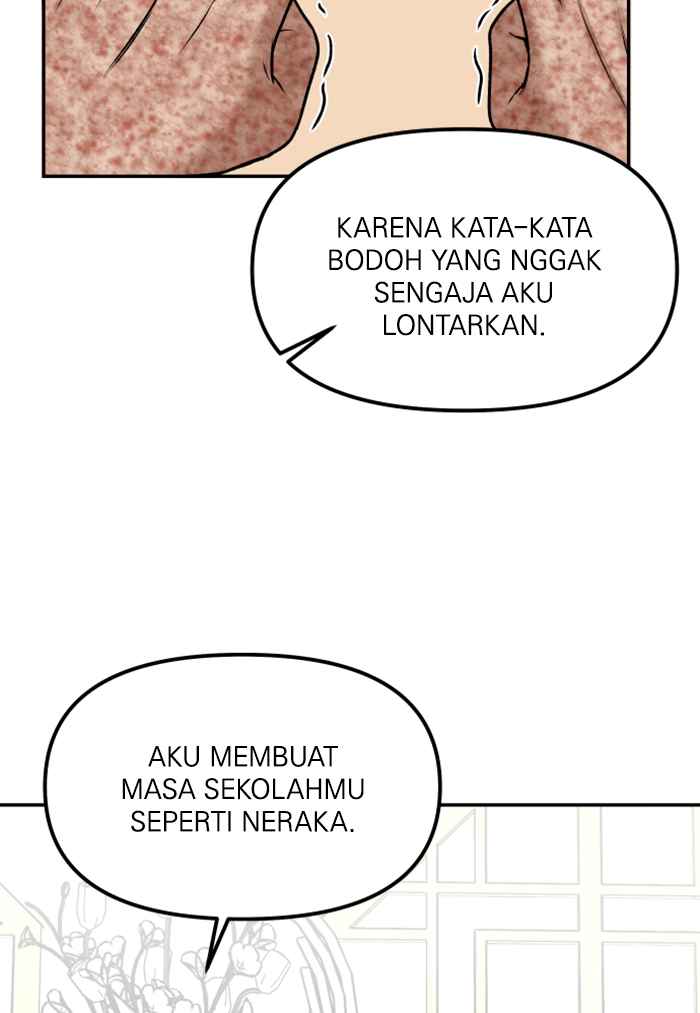 KARENA KATA-KATA
BODOH YANG NGGAK
SENGAJA AKU
LONTARKAN.
AKU MEMBUAT
MASA SEKOLAHMU
SEPERTI NERAKA.